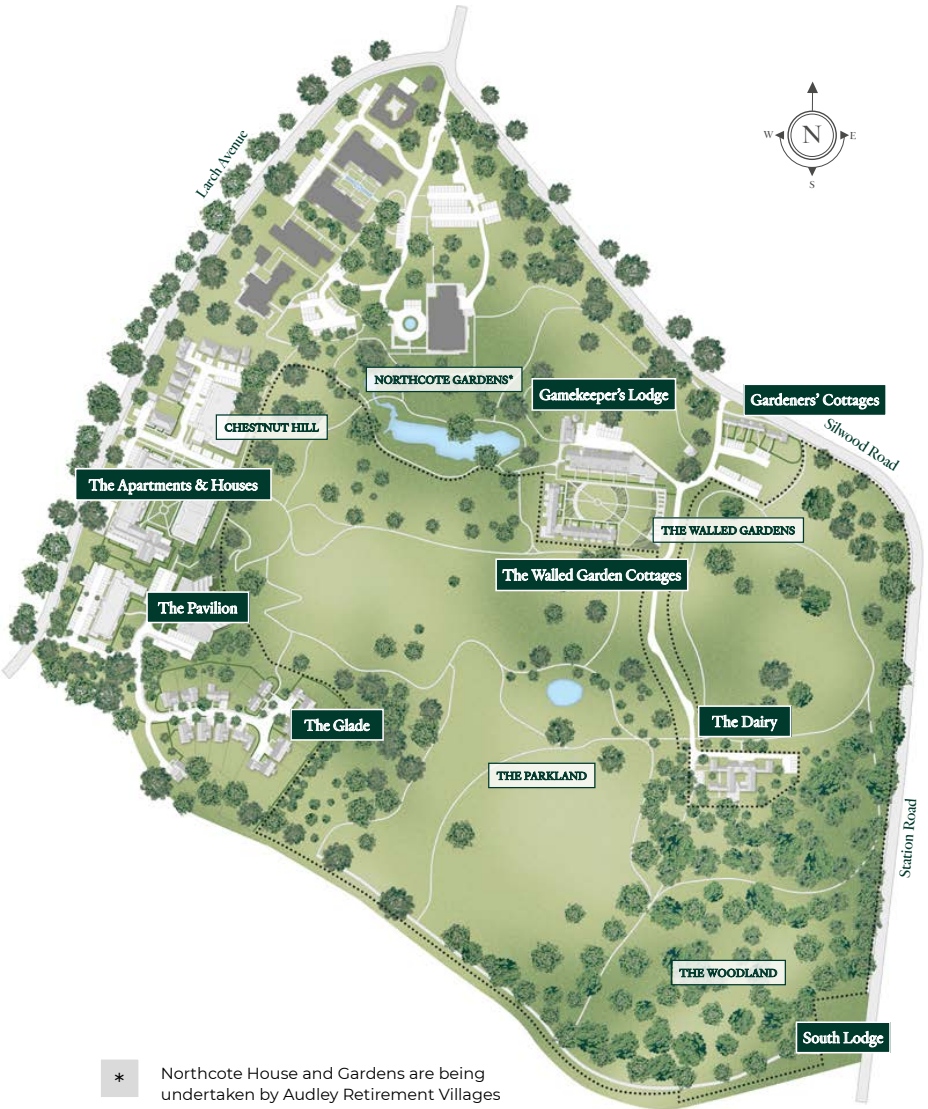 Larch Avenue
N
W
E
S
NORTHCOTE GARDENS*
Gamekeeper's Lodge
Gardeners' Cottages
CHESTNUT HILL
Silwood Road
The Apartments & Houses
THE WALLED GARDENS
The Walled Garden Cottages
The Pavilion
The Glade
The Dairy
THE PARKLAND
Station Road
THE WOODLAND
South Lodge
* Northcote House and Gardens are being
undertaken by Audley Retirement Villages